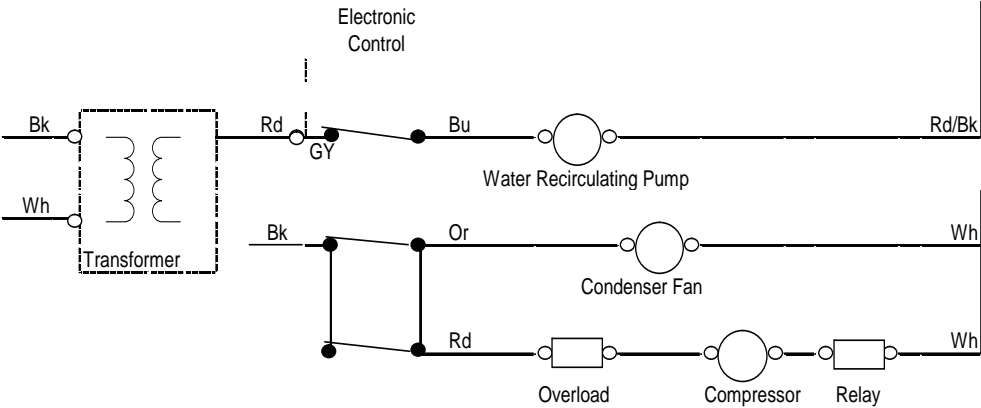 Electronic
Control
Bk
Rd
GY
Bu
Rd/Bk
Water Recirculating Pump
Wh
Transformer
Bk
Or
Wh
Condenser Fan
Rd
Wh
Overload
Compressor
Relay